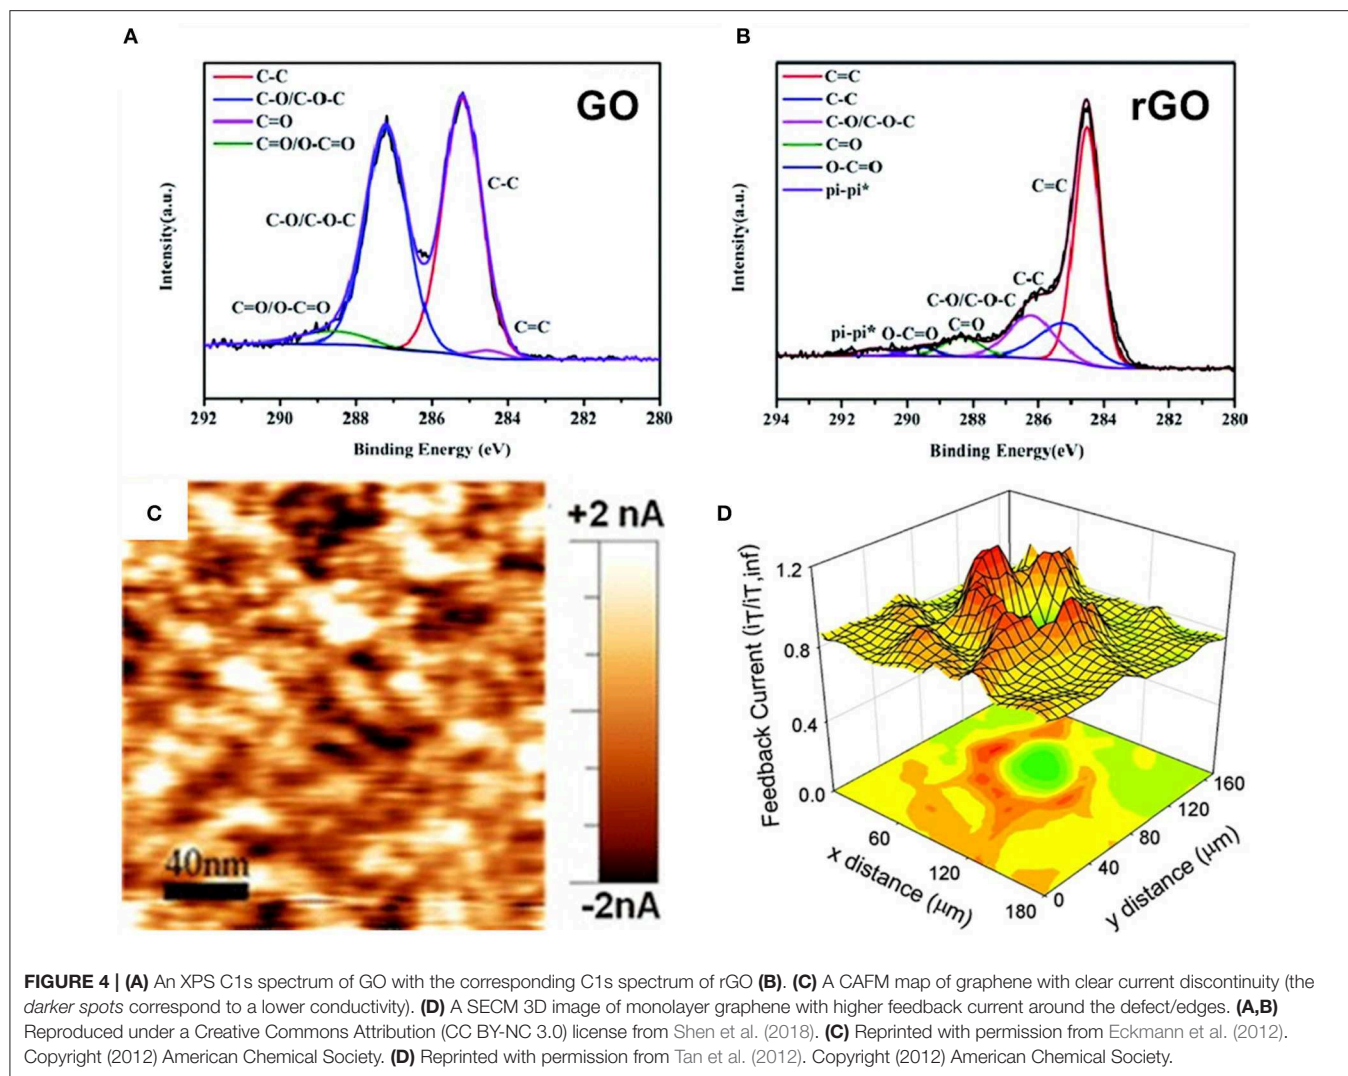 A
C-C
C-O/C-O-C
C=O
C=O/O-C=O
GO
C-C
C-O/C-O-C
C=O/O-C=O
C=C
Intensity(a.u.)
292 290 288 286 284 282 280
Binding Energy (eV)
B
C=C
C-C
C-O/C-O-C
C=O
O-C=O
pi-pi*
rGO
C=C
C-C
C-O/C-O-C
C=O
O-C=O
pi-pi*
Intensity(a.u.)
294 292 290 288 286 284 282 280
Binding Energy(eV)
C
40nm
+2 nA
-2nA
D
Feedback Current (iT/iT,inf)
1.2
0.8
0.4
0.0
60
120
180
x distance (μm)
0
40
80
120
160
y distance (μm)
FIGURE 4 | (A) An XPS C1s spectrum of GO with the corresponding C1s spectrum of rGO (B). (C) A CAFM map of graphene with clear current discontinuity (the
darker spots correspond to a lower conductivity). (D) A SECM 3D image of monolayer graphene with higher feedback current around the defect/edges. (A,B)
Reproduced under a Creative Commons Attribution (CC BY-NC 3.0) license from Shen et al. (2018). (C) Reprinted with permission from Eckmann et al. (2012).
Copyright (2012) American Chemical Society. (D) Reprinted with permission from Tan et al. (2012). Copyright (2012) American Chemical Society.